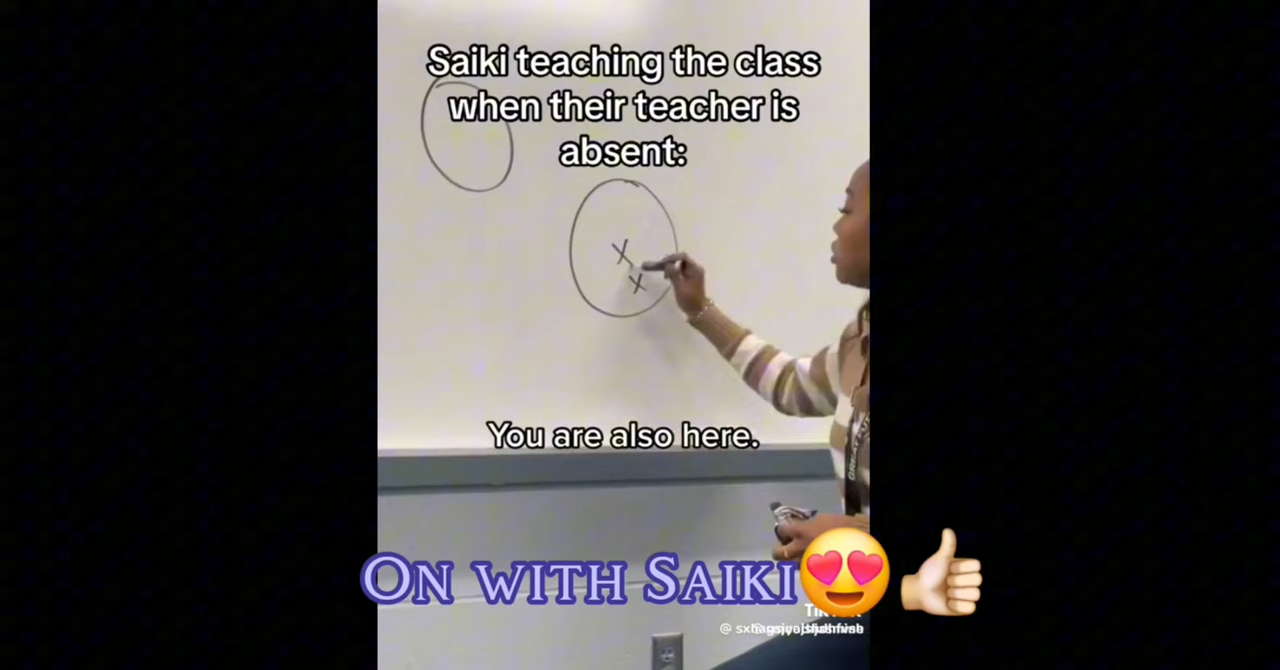 Saiki teaching the class
when their teacher is
absent:
X
X
You are also here.
ON WITH SAIKI😍👍🏻